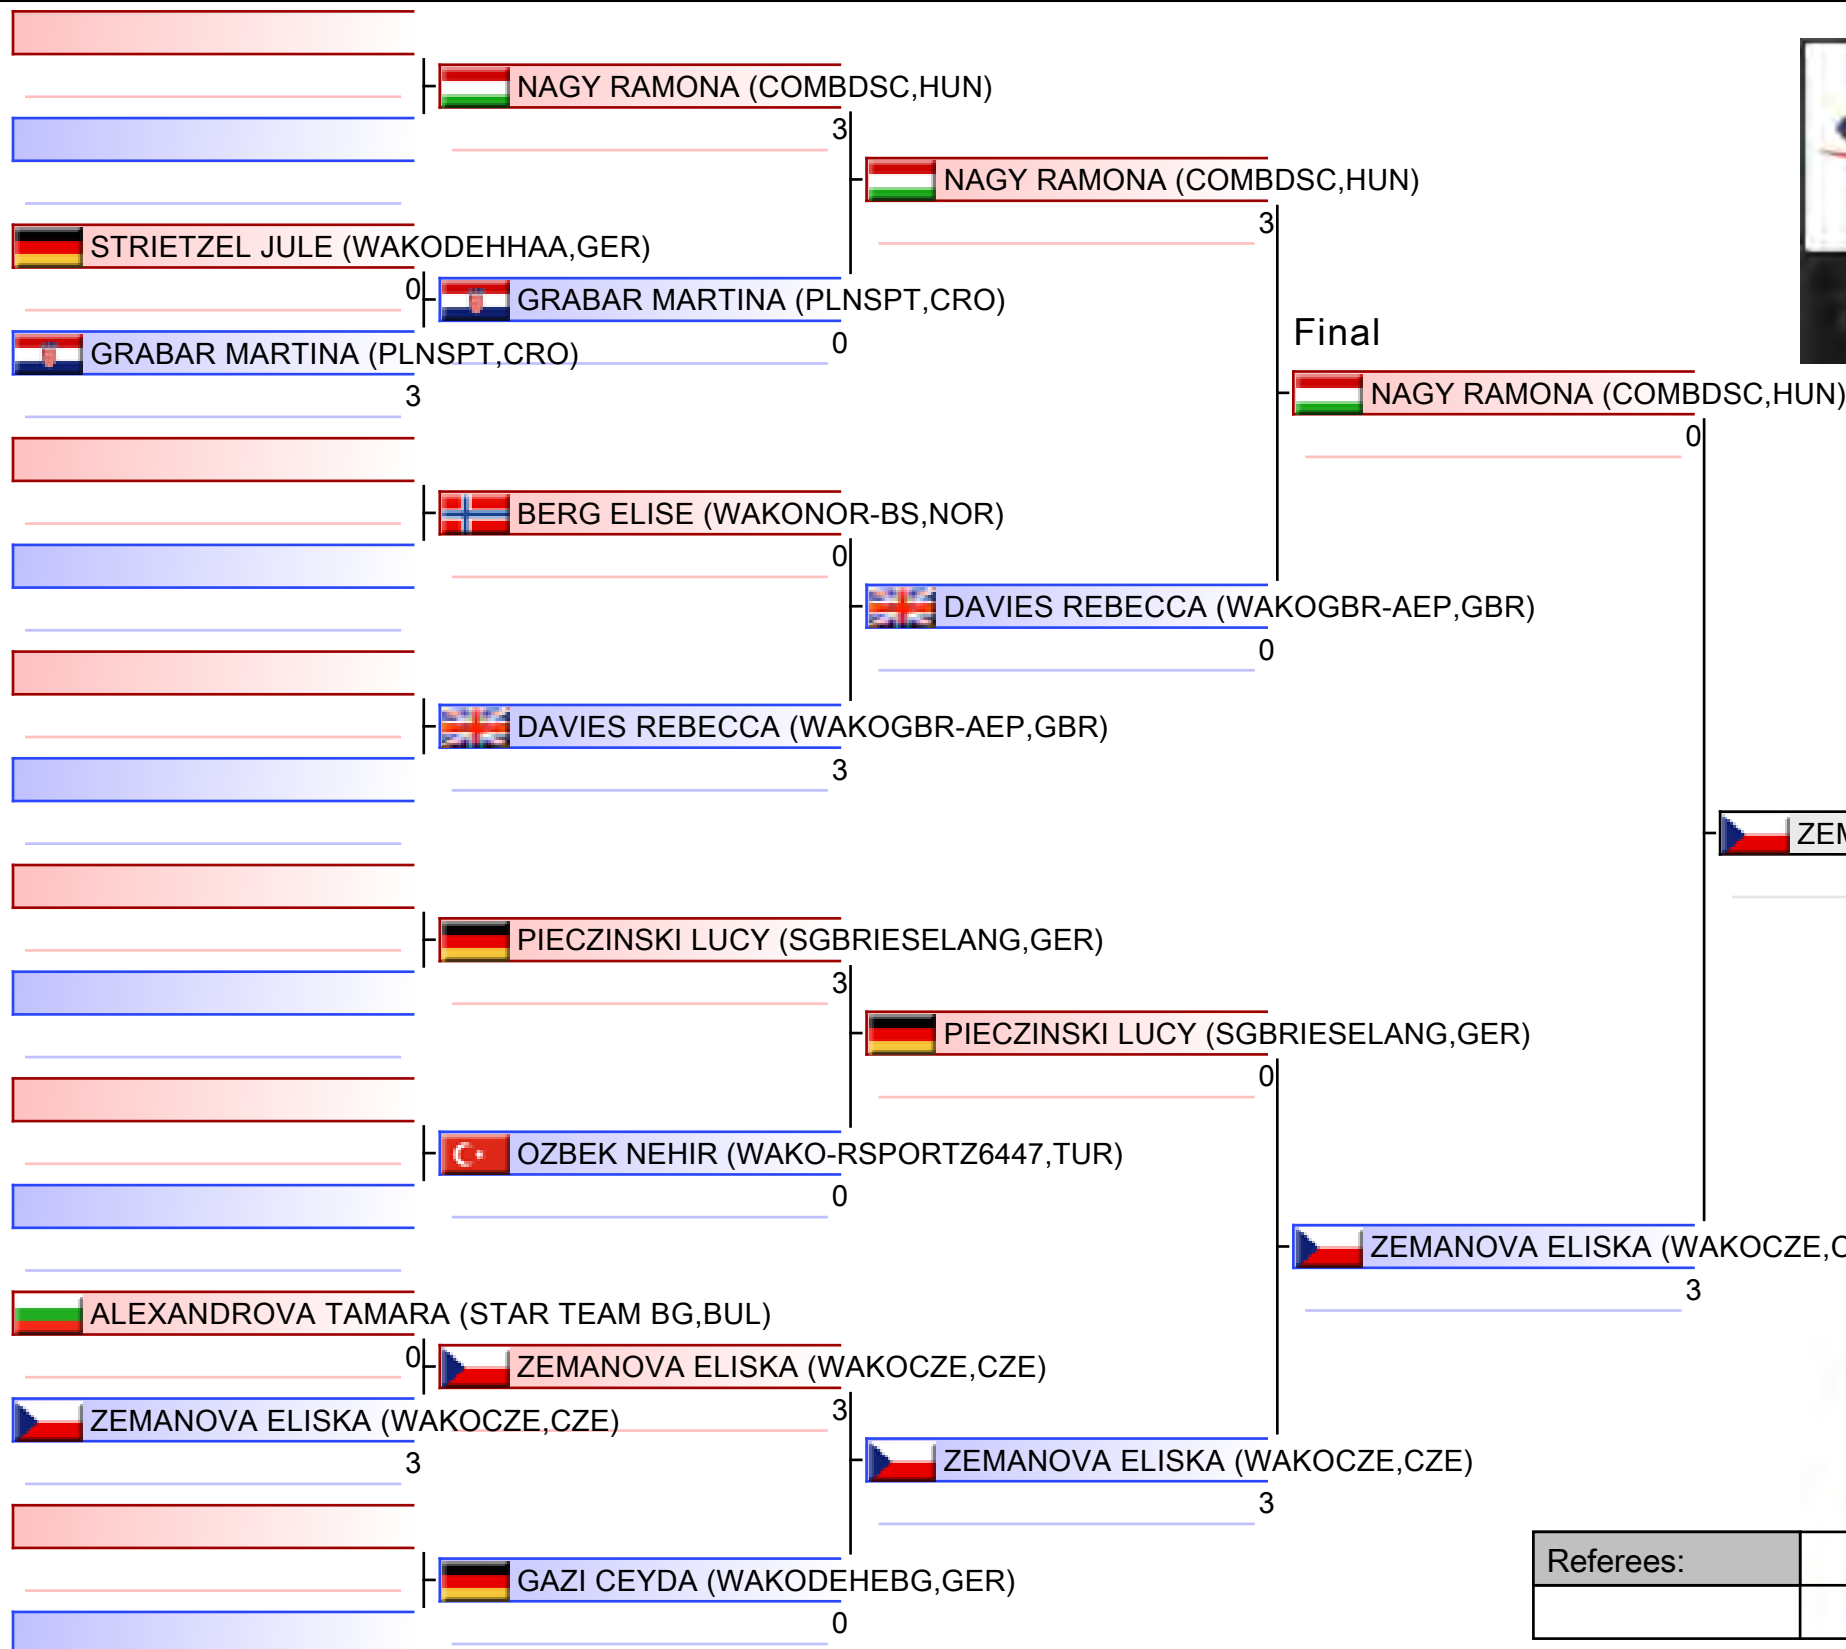 NAGY RAMONA (COMBDSC,HUN)
3
NAGY RAMONA (COMBDSC,HUN)
3
STRIETZEL JULE (WAKODEHHAA,GER)
0
GRABAR MARTINA (PLNSPT,CRO)
0
GRABAR MARTINA (PLNSPT,CRO)
3
Final
NAGY RAMONA (COMBDSC,HUN)
0
BERG ELISE (WAKONOR-BS,NOR)
0
DAVIES REBECCA (WAKOGBR-AEP,GBR)
0
DAVIES REBECCA (WAKOGBR-AEP,GBR)
3
ZEM
PIECZINSKI LUCY (SGBRIESELANG,GER)
3
PIECZINSKI LUCY (SGBRIESELANG,GER)
0
OZBEK NEHIR (WAKO-RSPORTZ6447,TUR)
0
ZEMANOVA ELISKA (WAKOCZE,C
3
ALEXANDROVA TAMARA (STAR TEAM BG,BUL)
0
ZEMANOVA ELISKA (WAKOCZE,CZE)
3
ZEMANOVA ELISKA (WAKOCZE,CZE)
3
ZEMANOVA ELISKA (WAKOCZE,CZE)
3
GAZI CEYDA (WAKODEHEBG,GER)
0
Referees: